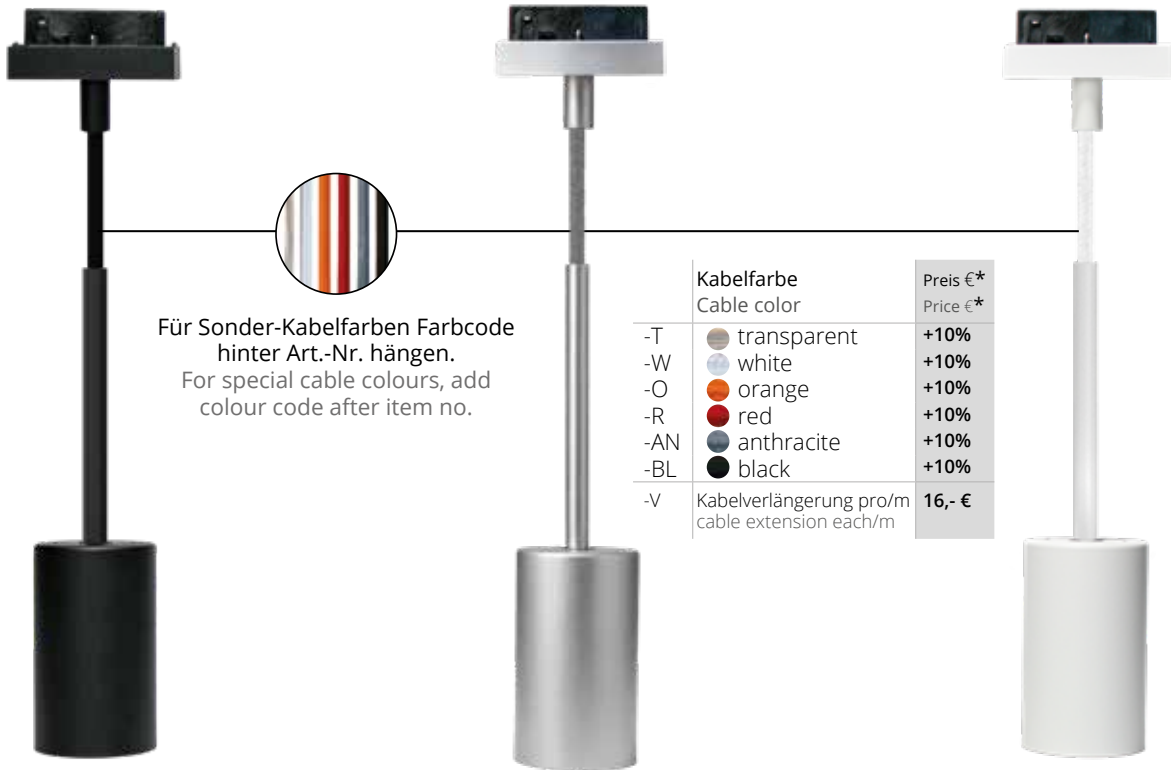 Für Sonder-Kabelfarben Farbcode
hinter Art.-Nr. hängen.
For special cable colours, add
colour code after item no.
Kabelfarbe Preis €*
Cable color Price €*
-T transparent +10%
-W white +10%
-O orange +10%
-R red +10%
-AN anthracite +10%
-BL black +10%
-V Kabelverlängerung pro/m 16,- €
cable extension each/m